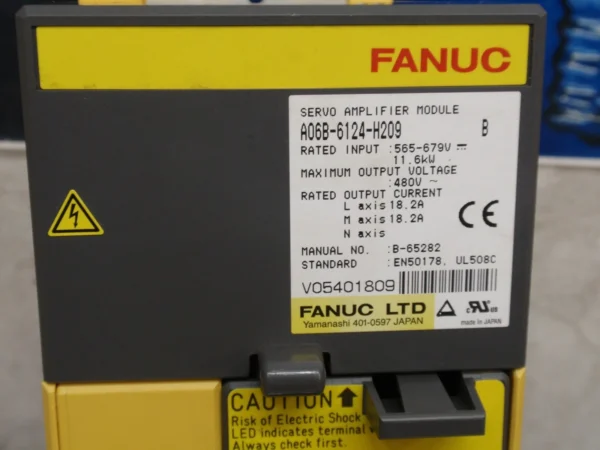 FANUC
SERVO AMPLIFIER MODULE
A06B-6124-H209 B
RATED INPUT :565-679V ⎓
11.6kW
MAXIMUM OUTPUT VOLTAGE
:480V ~
RATED OUTPUT CURRENT
L axis 18.2A
M axis 18.2A
N axis
CE
MANUAL NO. :B-65282
STANDARD :EN50178, UL508C
V05401809
FANUC LTD
Yamanashi 401-0597 JAPAN
c RU us
made in JAPAN
CAUTION
Risk of Electric Shock
LED indicates terminal
Always check first.